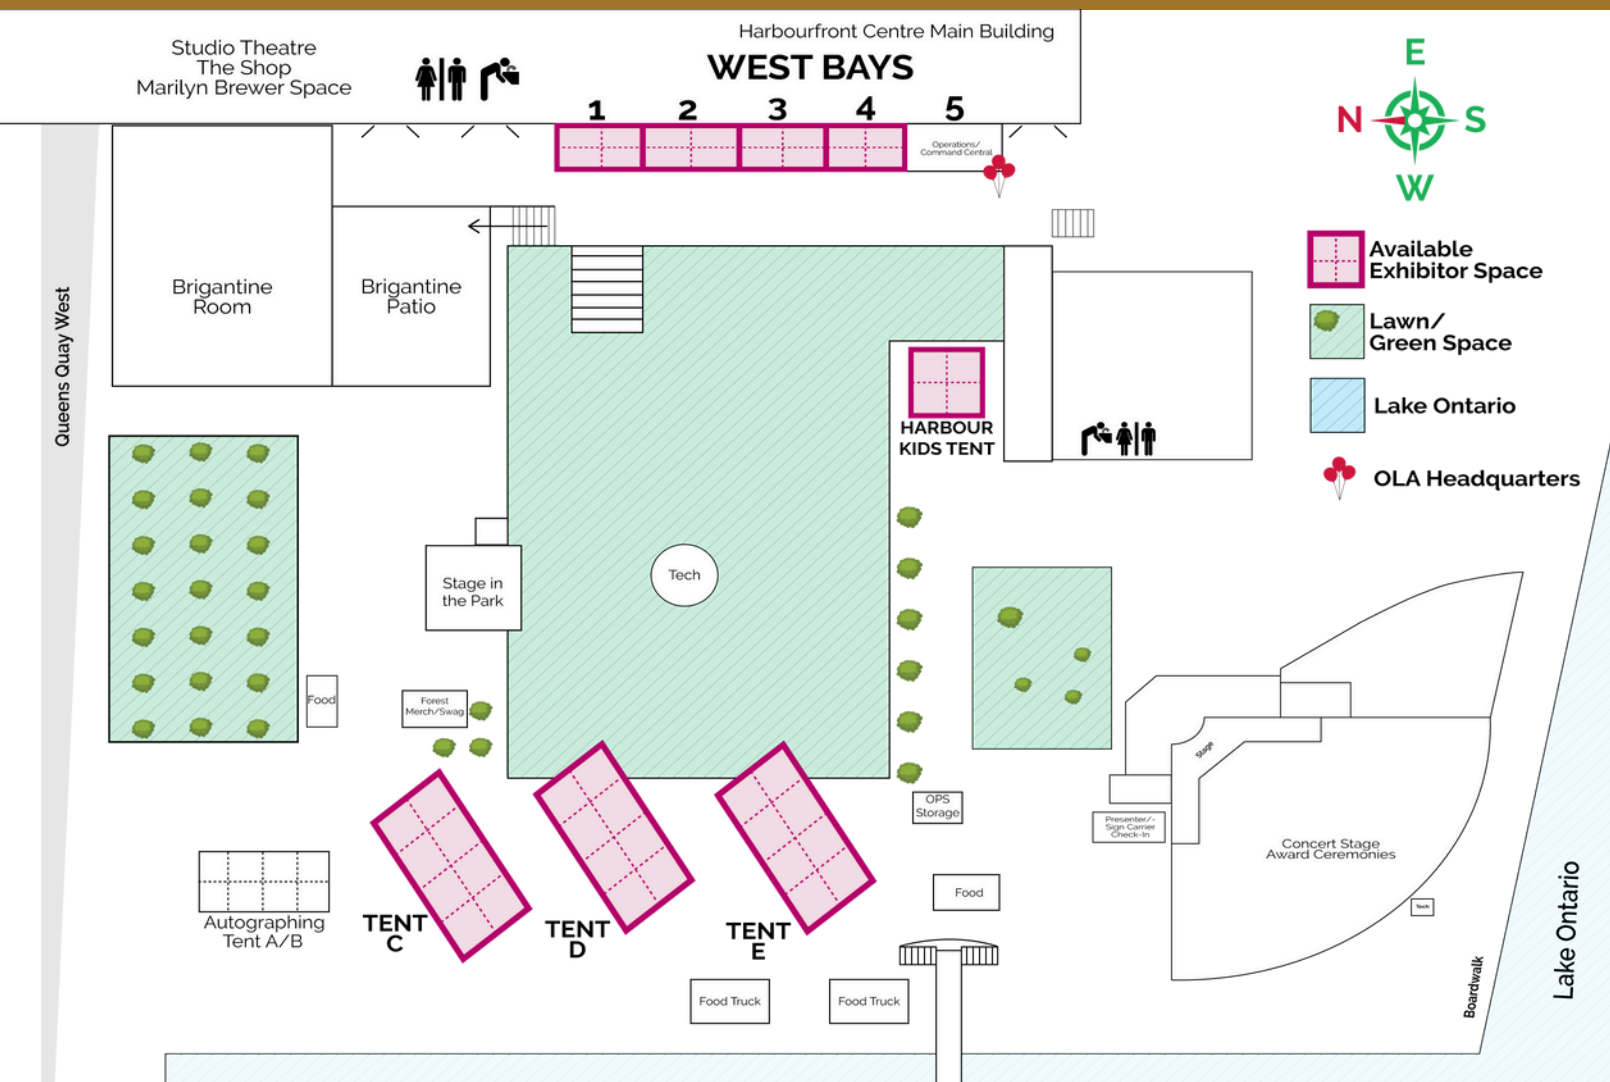 Studio Theatre
The Shop
Marilyn Brewer Space
Harbourfront Centre Main Building
WEST BAYS
1
2
3
4
5
Operations/
Command Central
E
N
S
W
Available
Exhibitor Space
Lawn/
Green Space
Lake Ontario
OLA Headquarters
Queens Quay West
Brigantine
Room
Brigantine
Patio
HARBOUR
KIDS TENT
Stage in
the Park
Tech
Food
Forest
Merch/Swag
OPS
Storage
Stage
Presenter/-
Sign Carrier
Check-In
Concert Stage
Award Ceremonies
Tech
Autographing
Tent A/B
TENT
C
TENT
D
TENT
E
Food
Food Truck
Food Truck
Boardwalk
Lake Ontario